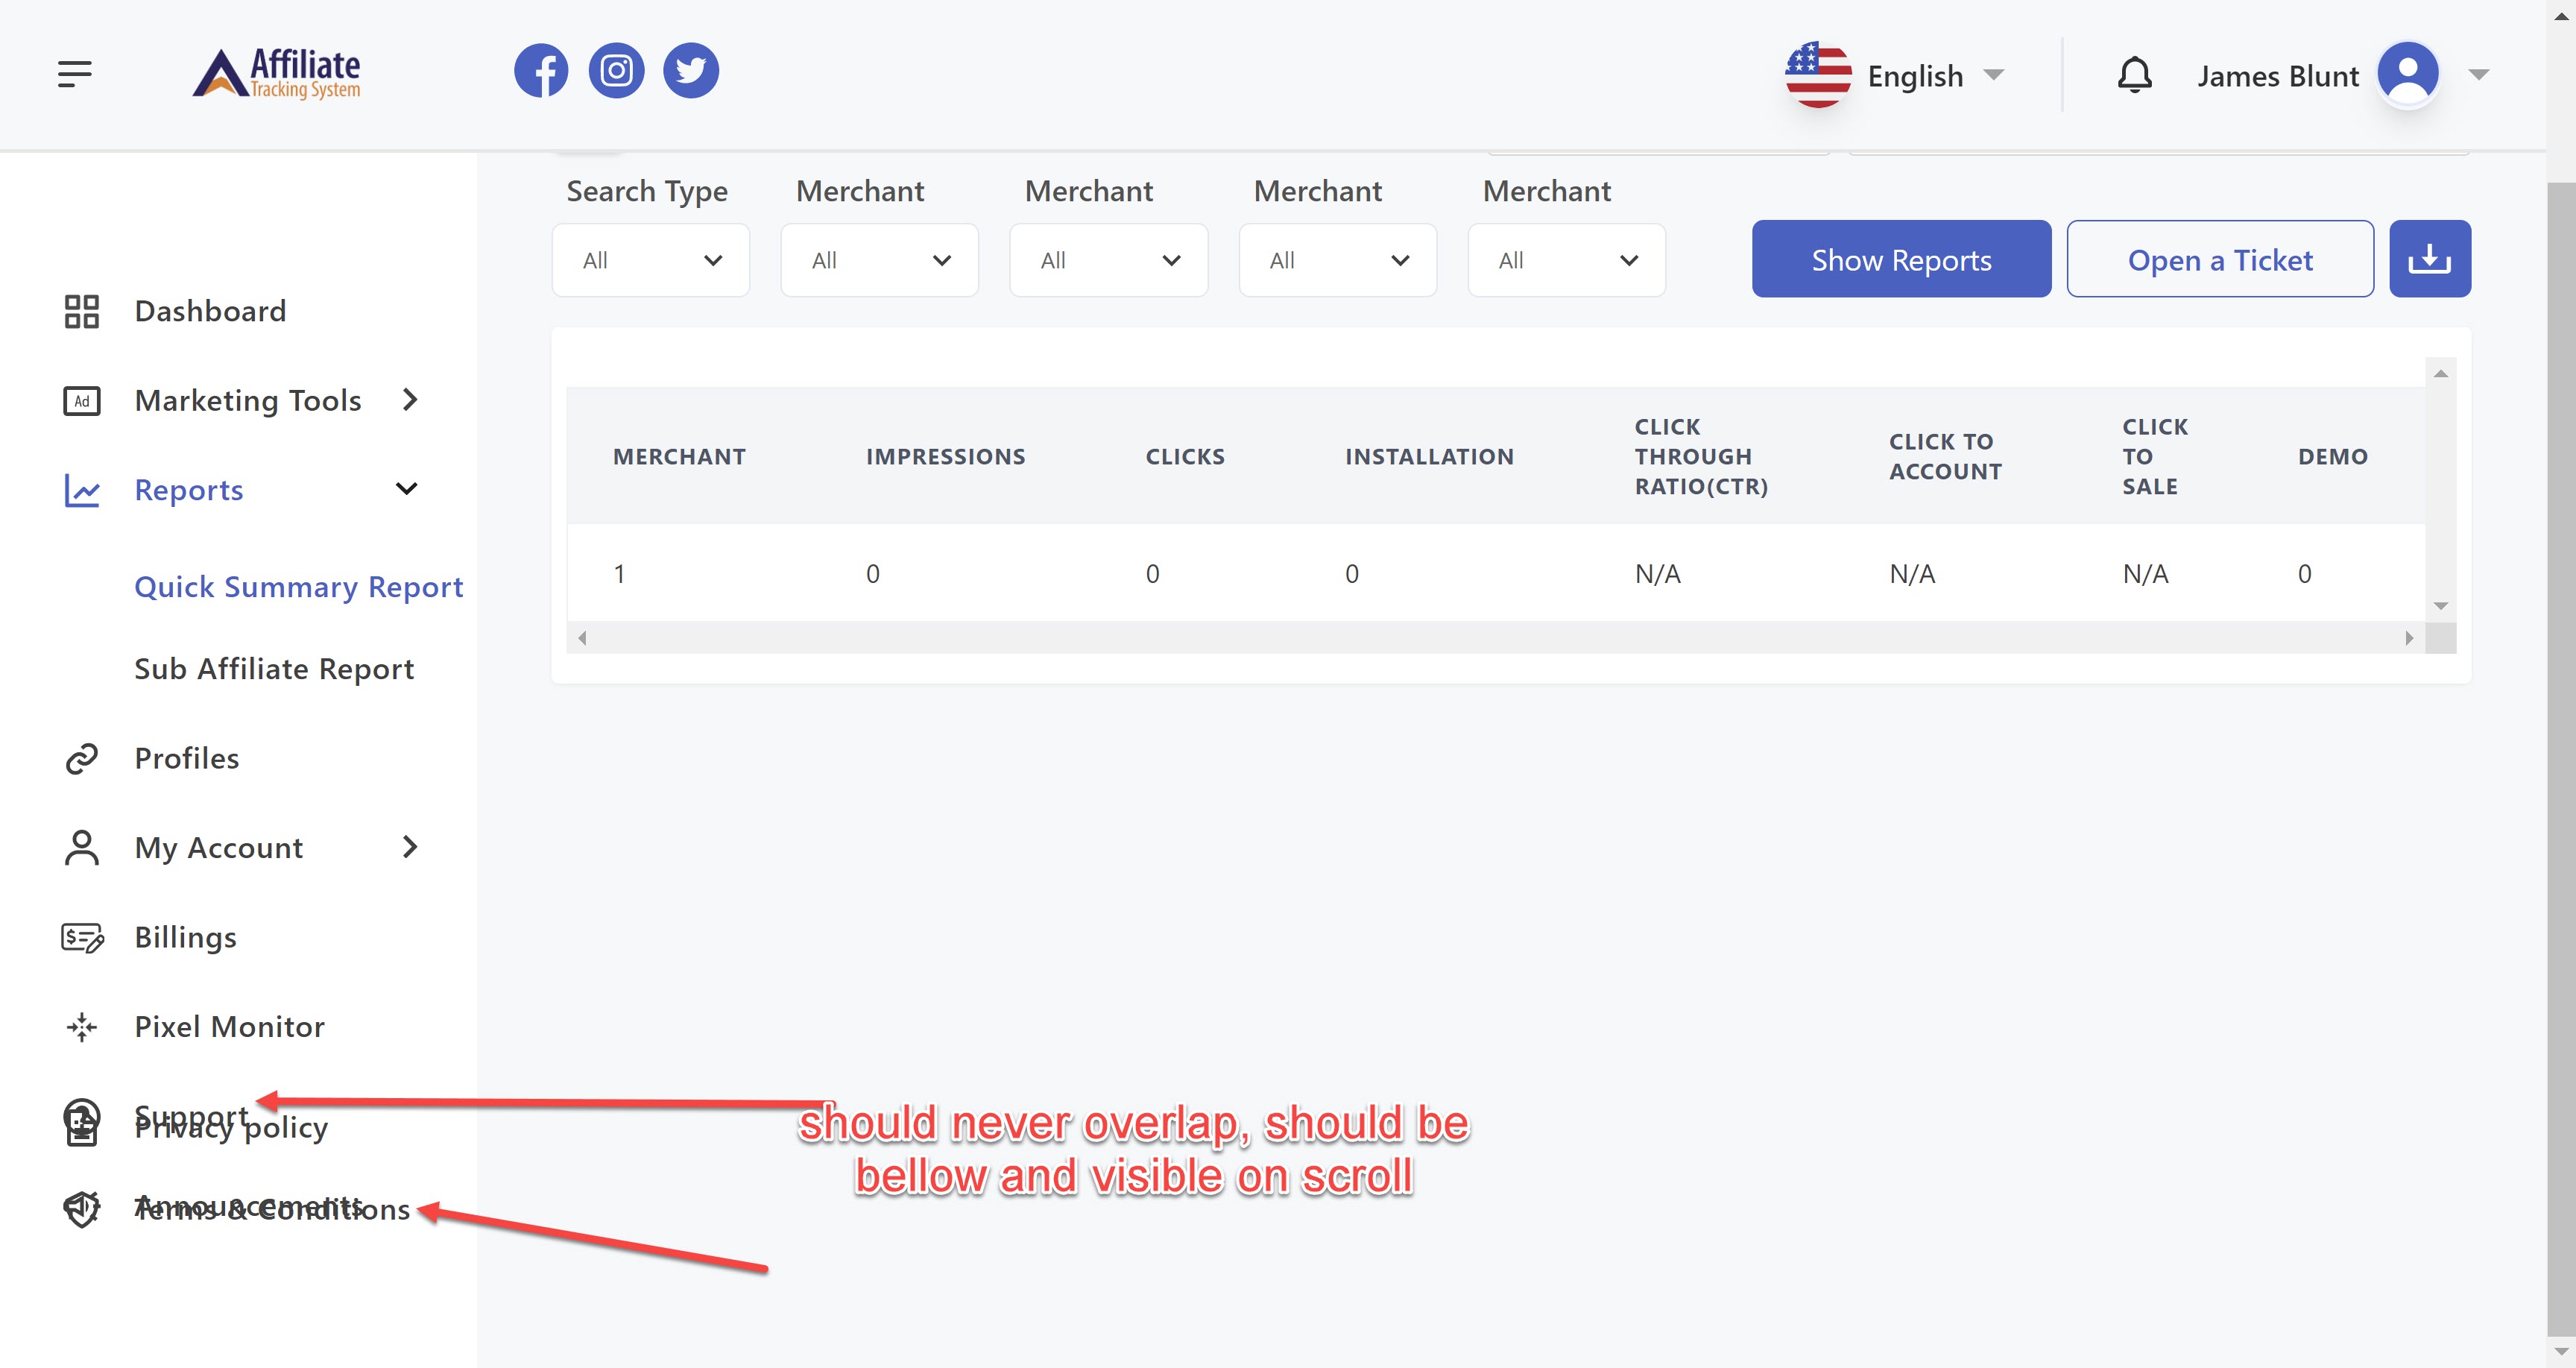 Affiliate
Tracking System
English
James Blunt
Search Type
Merchant
Merchant
Merchant
Merchant
All
All
All
All
All
Show Reports
Open a Ticket
Dashboard
Ad
Marketing Tools
Reports
Quick Summary Report
Sub Affiliate Report
Profiles
My Account
Billings
Pixel Monitor
Support
Privacy policy
Announcements
Terms & Conditions
MERCHANT
IMPRESSIONS
CLICKS
INSTALLATION
CLICK
THROUGH
RATIO(CTR)
CLICK TO
ACCOUNT
CLICK
TO
SALE
DEMO
1
0
0
0
N/A
N/A
N/A
0
should never overlap, should be
bellow and visible on scroll